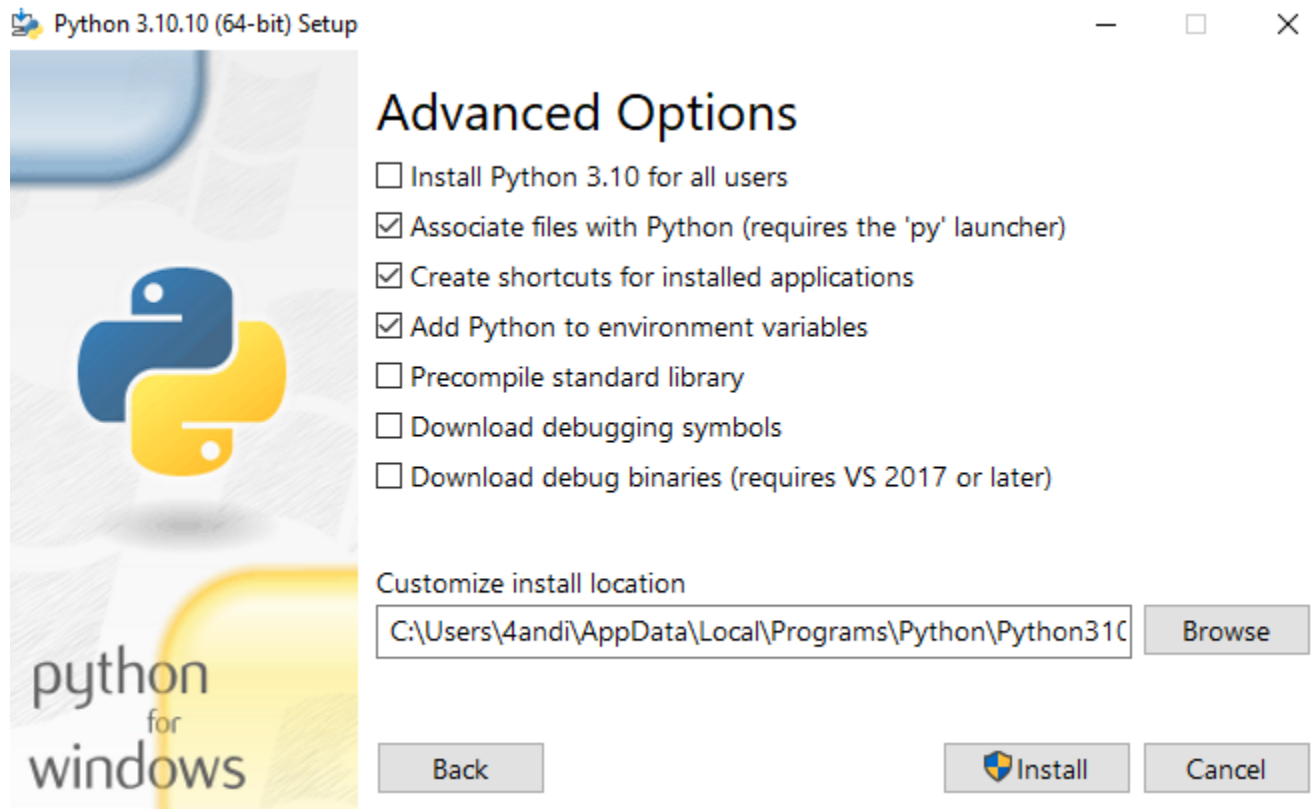 Python 3.10.10 (64-bit) Setup
Advanced Options
Install Python 3.10 for all users
Associate files with Python (requires the 'py' launcher)
Create shortcuts for installed applications
Add Python to environment variables
Precompile standard library
Download debugging symbols
Download debug binaries (requires VS 2017 or later)
Customize install location
C:\Users\4andi\AppData\Local\Programs\Python\Python310
Browse
python
for
windows
Back
Install
Cancel